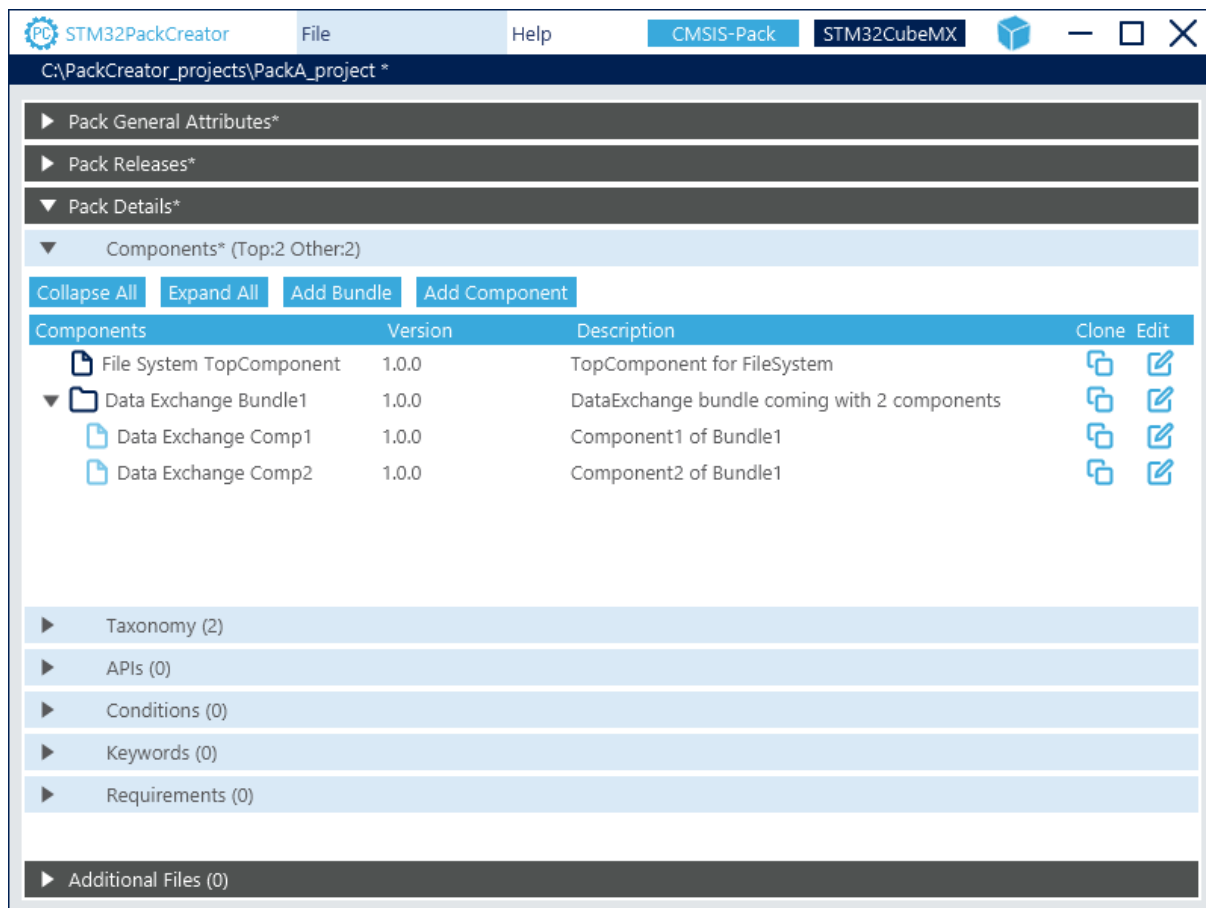 PC STM32PackCreator File Help CMSIS-Pack STM32CubeMX
C:\PackCreator_projects\PackA_project *
Pack General Attributes*
Pack Releases*
Pack Details*
Components* (Top:2 Other:2)
Collapse All Expand All Add Bundle Add Component
Components Version Description Clone Edit
File System TopComponent 1.0.0 TopComponent for FileSystem
Data Exchange Bundle1 1.0.0 DataExchange bundle coming with 2 components
Data Exchange Comp1 1.0.0 Component1 of Bundle1
Data Exchange Comp2 1.0.0 Component2 of Bundle1
Taxonomy (2)
APIs (0)
Conditions (0)
Keywords (0)
Requirements (0)
Additional Files (0)